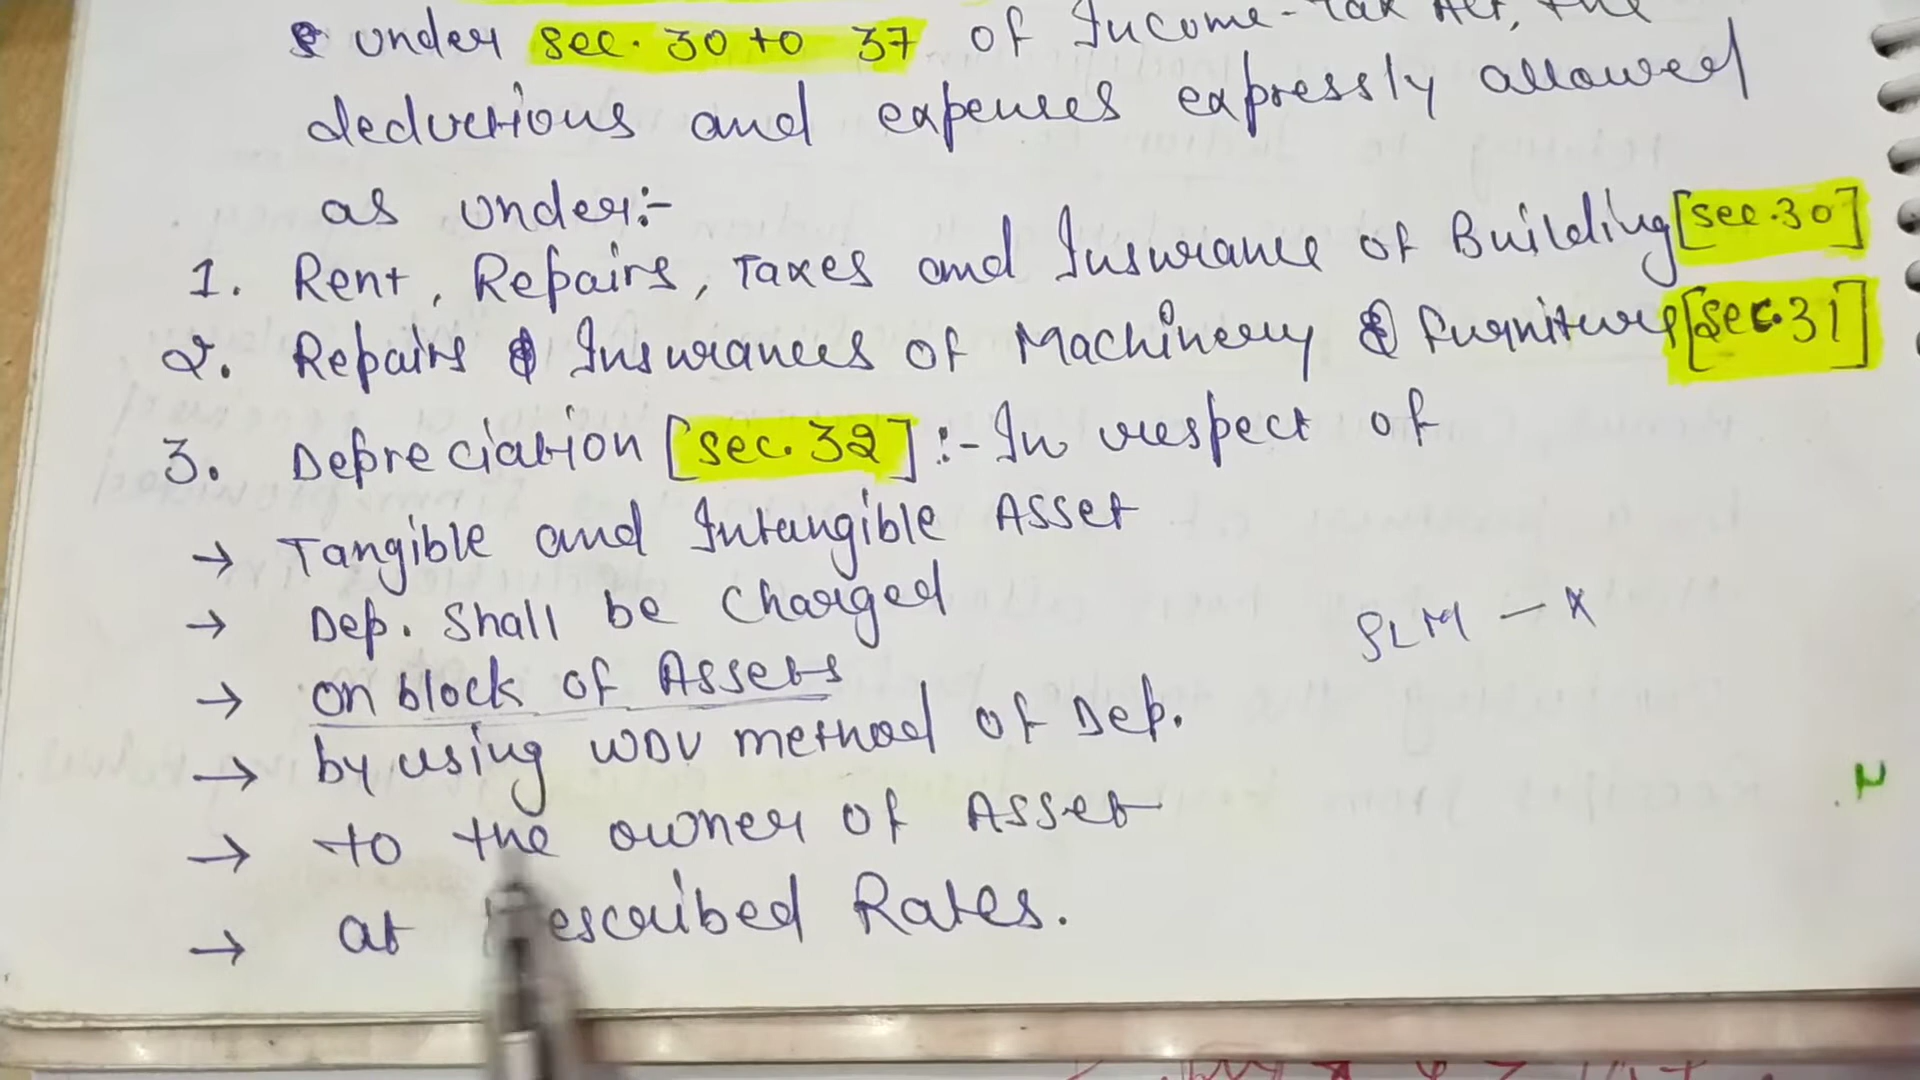 under sec. 30 to 37 of Income-Tax Act, the
deductions and expenses expressly allowed
as under:-
1. Rent, Repairs, Taxes and Insurance of Building [sec.30]
2. Repairs & Insurances of Machinery & furniture [sec.31]
3. Depreciation [sec.32] :- In respect of
→ Tangible and Intangible Asset
→ Dep. shall be charged
SLM - X
→ on block of Assets
→ by using WDV method of Dep.
→ to the owner of Asset
→ at escribed Rates.